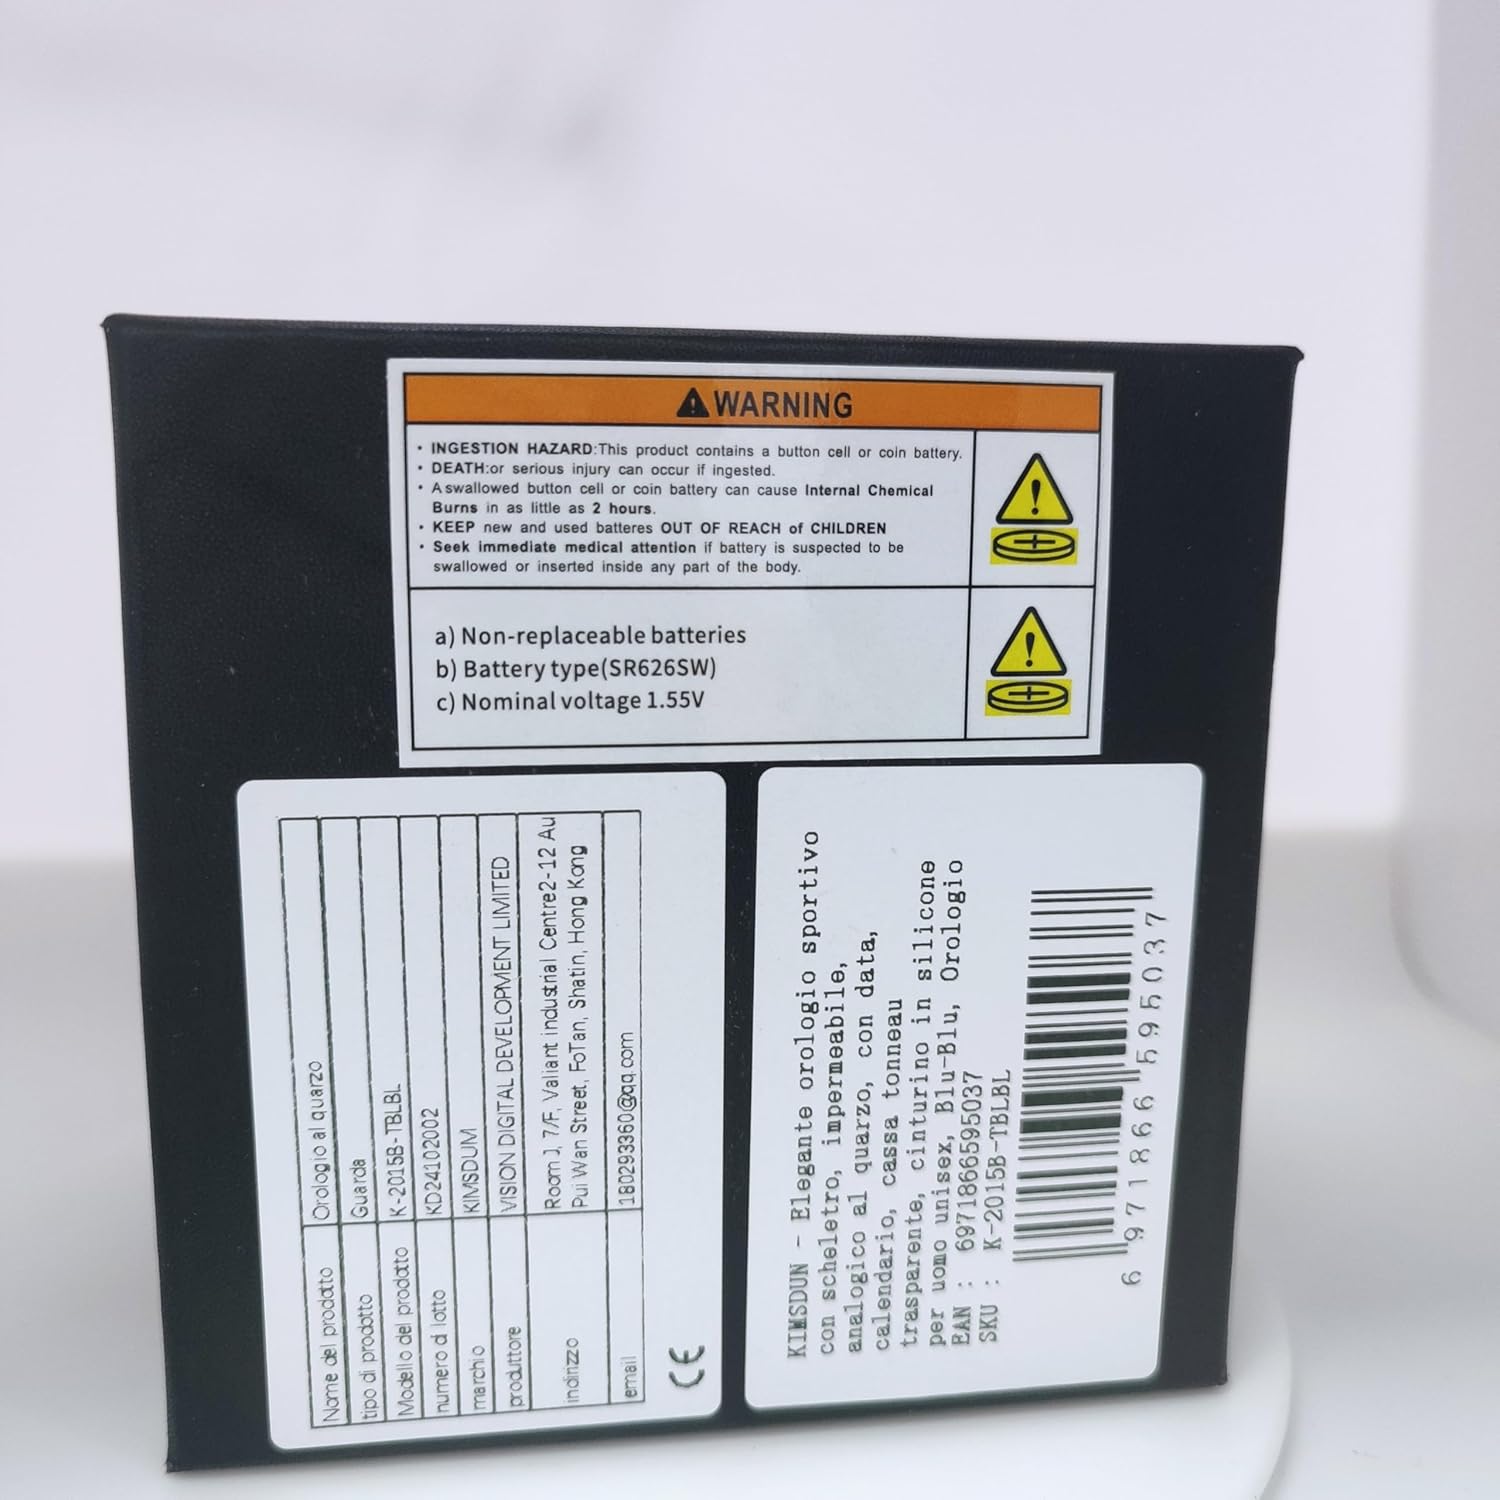 WARNING
• INGESTION HAZARD:This product contains a button cell or coin battery.
• DEATH:or serious injury can occur if ingested.
• A swallowed button cell or coin battery can cause Internal Chemical
Burns in as little as 2 hours.
• KEEP new and used batteres OUT OF REACH of CHILDREN
• Seek immediate medical attention if battery is suspected to be
swallowed or inserted inside any part of the body.
a) Non-replaceable batteries
b) Battery type(SR626SW)
c) Nominal voltage 1.55V
Nome del prodotto Orologio al quarzo
tipo di prodotto Guarda
Modello del prodotto K-2015B-TBLBL
numero di lotto KD24102002
marchio KIMSDUM
produttore VISION DIGITAL DEVELOPMENT LIMITED
indirizzo Room J, 7/F, Valiant industrial Centre2-12 Au
Pui Wan Street, FoTan, Shatin, Hong Kong
email 180293360@qq.com
CE
KIMSDUN - Elegante orologio sportivo
con scheletro, impermeabile,
analogico al quarzo, con data,
calendario, cassa tonneau
trasparente, cinturino in silicone
per uomo unisex, Blu-Blu, Orologio
EAN : 6971866595037
SKU : K-2015B-TBLBL
6 971866 595037